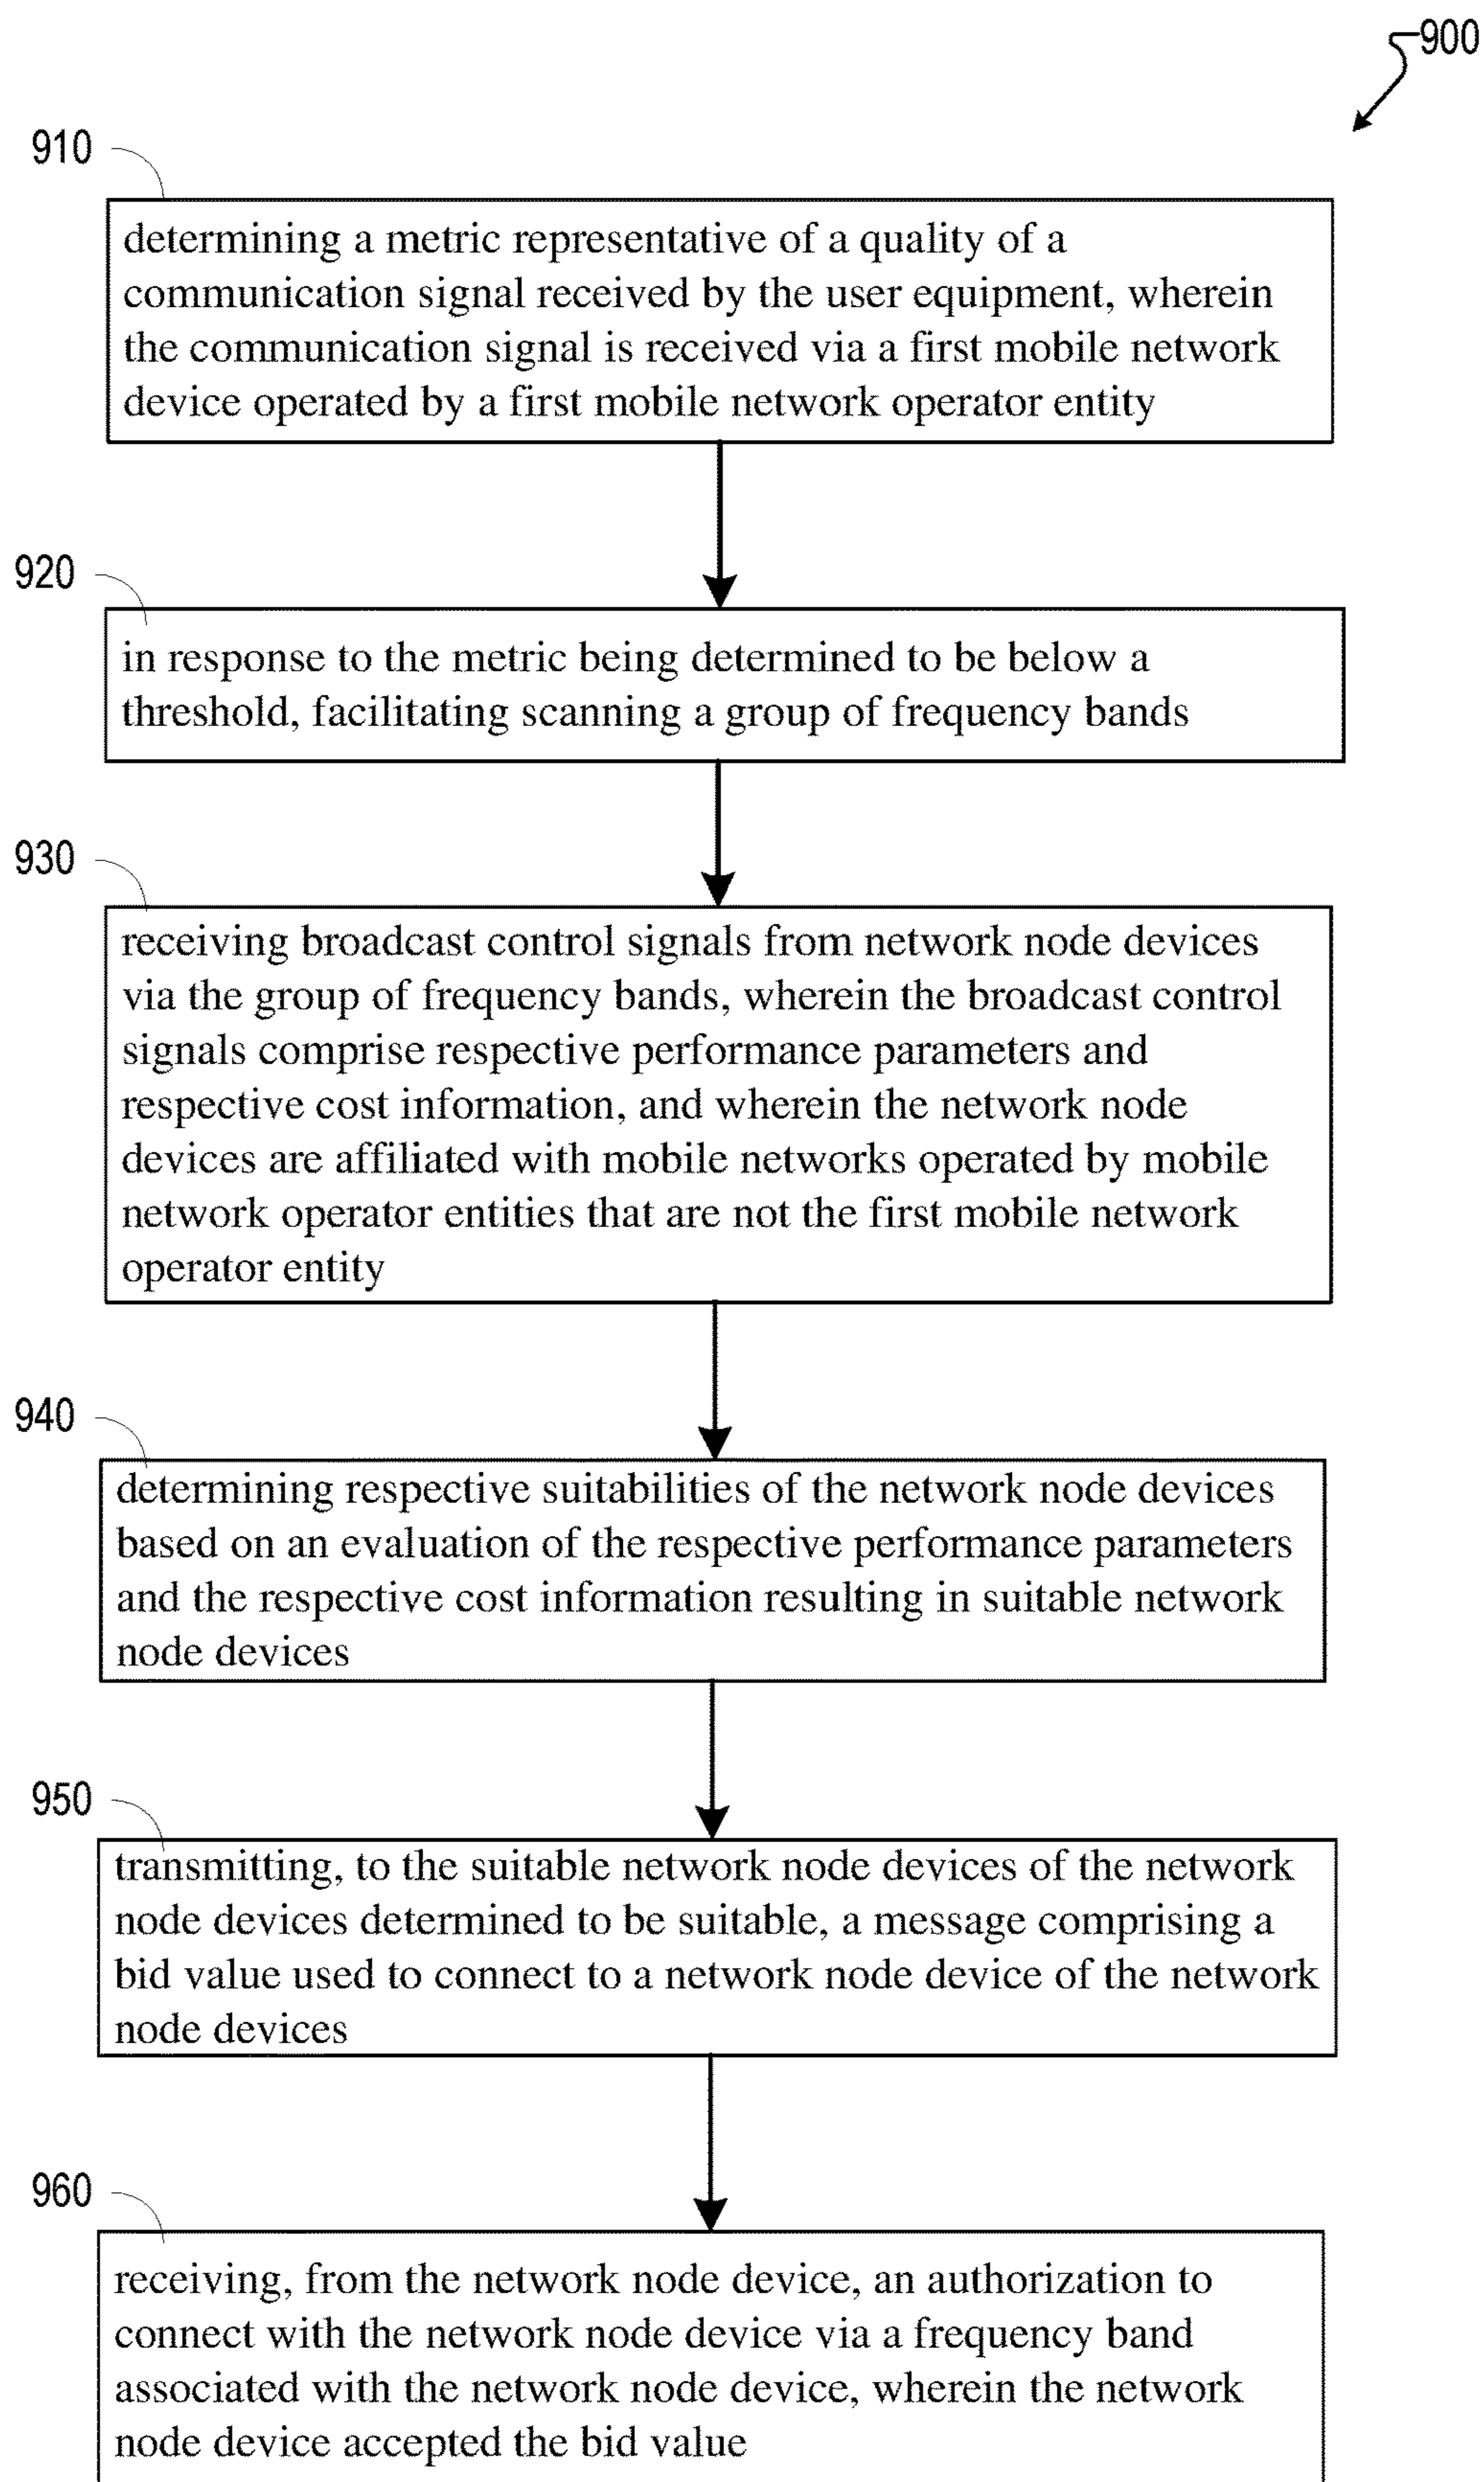 900
910
determining a metric representative of a quality of a
communication signal received by the user equipment, wherein
the communication signal is received via a first mobile network
device operated by a first mobile network operator entity
920
in response to the metric being determined to be below a
threshold, facilitating scanning a group of frequency bands
930
receiving broadcast control signals from network node devices
via the group of frequency bands, wherein the broadcast control
signals comprise respective performance parameters and
respective cost information, and wherein the network node
devices are affiliated with mobile networks operated by mobile
network operator entities that are not the first mobile network
operator entity
940
determining respective suitabilities of the network node devices
based on an evaluation of the respective performance parameters
and the respective cost information resulting in suitable network
node devices
950
transmitting, to the suitable network node devices of the network
node devices determined to be suitable, a message comprising a
bid value used to connect to a network node device of the network
node devices
960
receiving, from the network node device, an authorization to
connect with the network node device via a frequency band
associated with the network node device, wherein the network
node device accepted the bid value